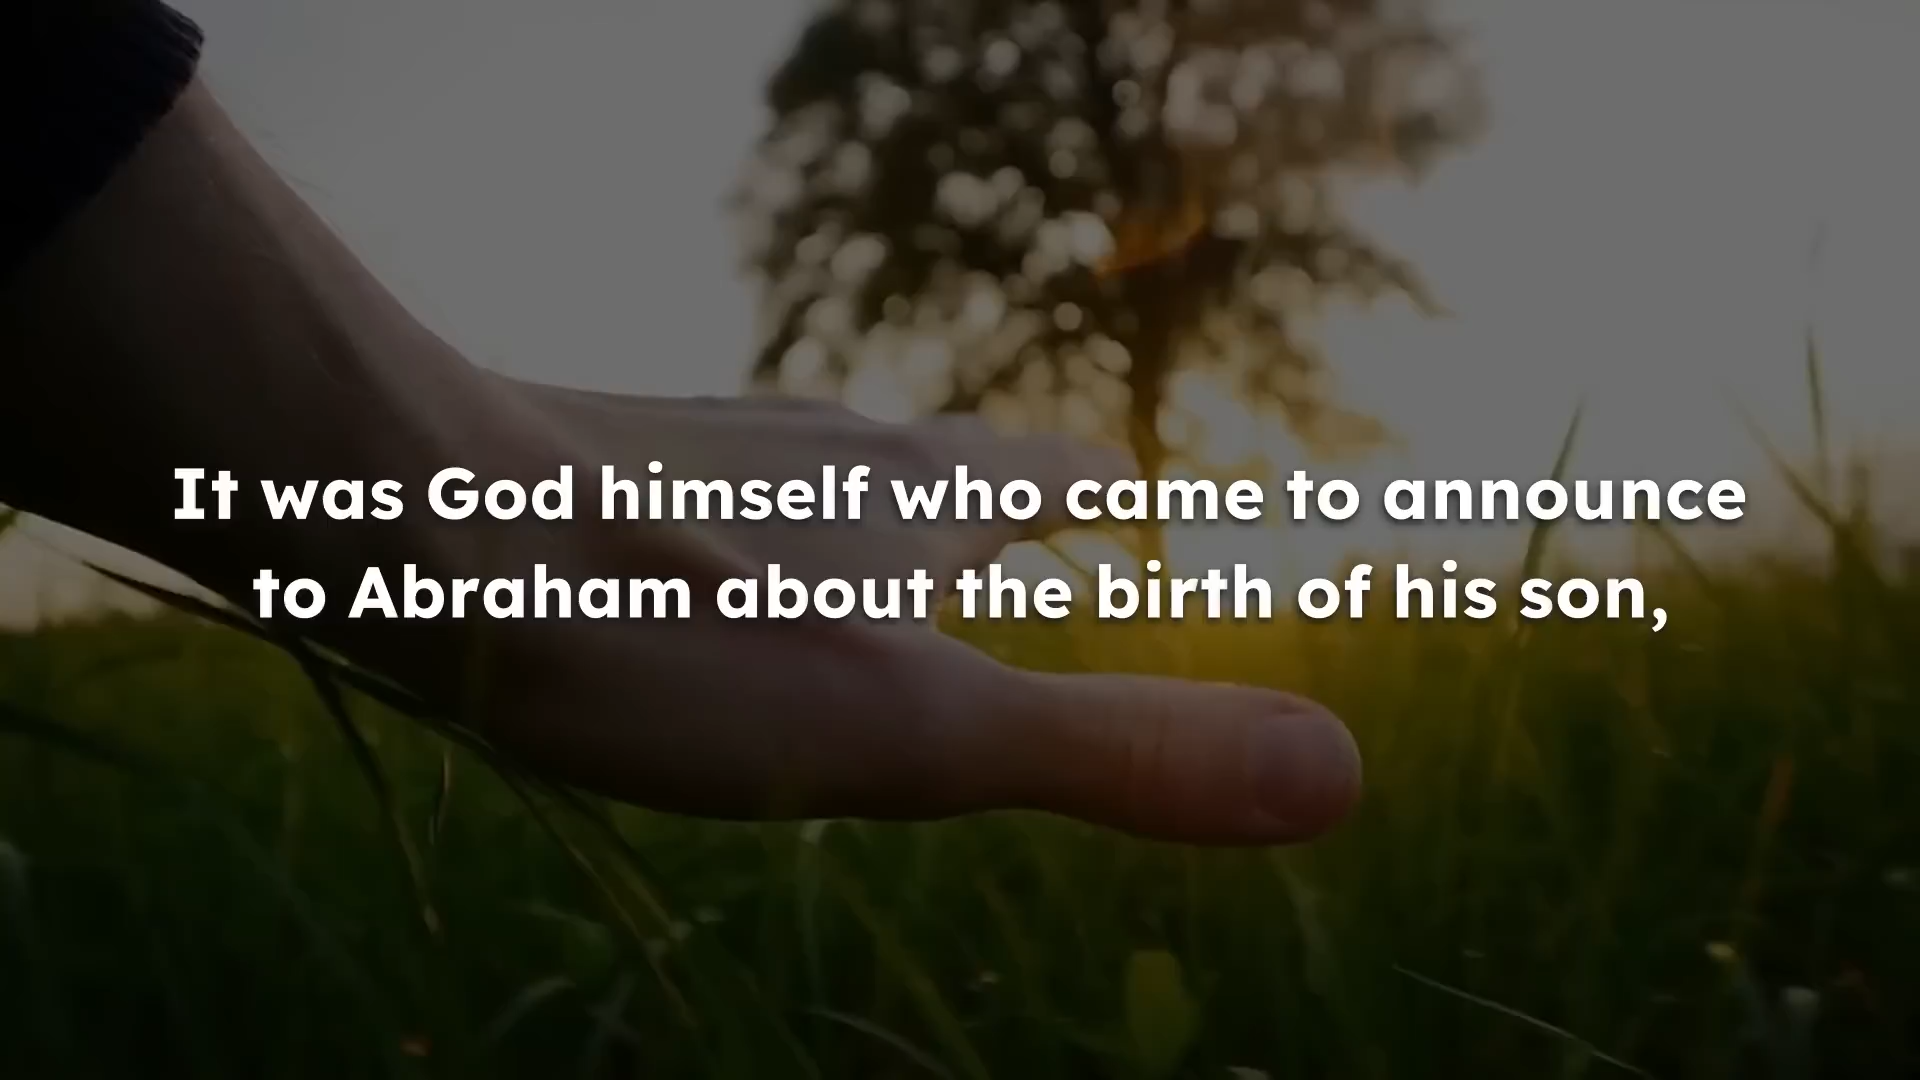 It was God himself who came to announce
to Abraham about the birth of his son,